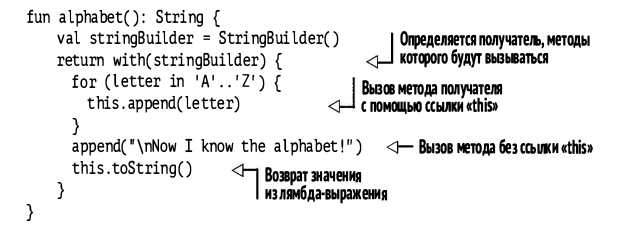 fun alphabet(): String {
val stringBuilder = StringBuilder()
return with(stringBuilder) {
Определяется получатель, методы
которого будут вызываться
for (letter in 'A'..'Z') {
this.append(letter)
Вызов метода получателя
с помощью ссылки «this»
}
append("\nNow I know the alphabet!")
Вызов метода без ссылки «this»
this.toString()
Возврат значения
из лямбда-выражения
}
}